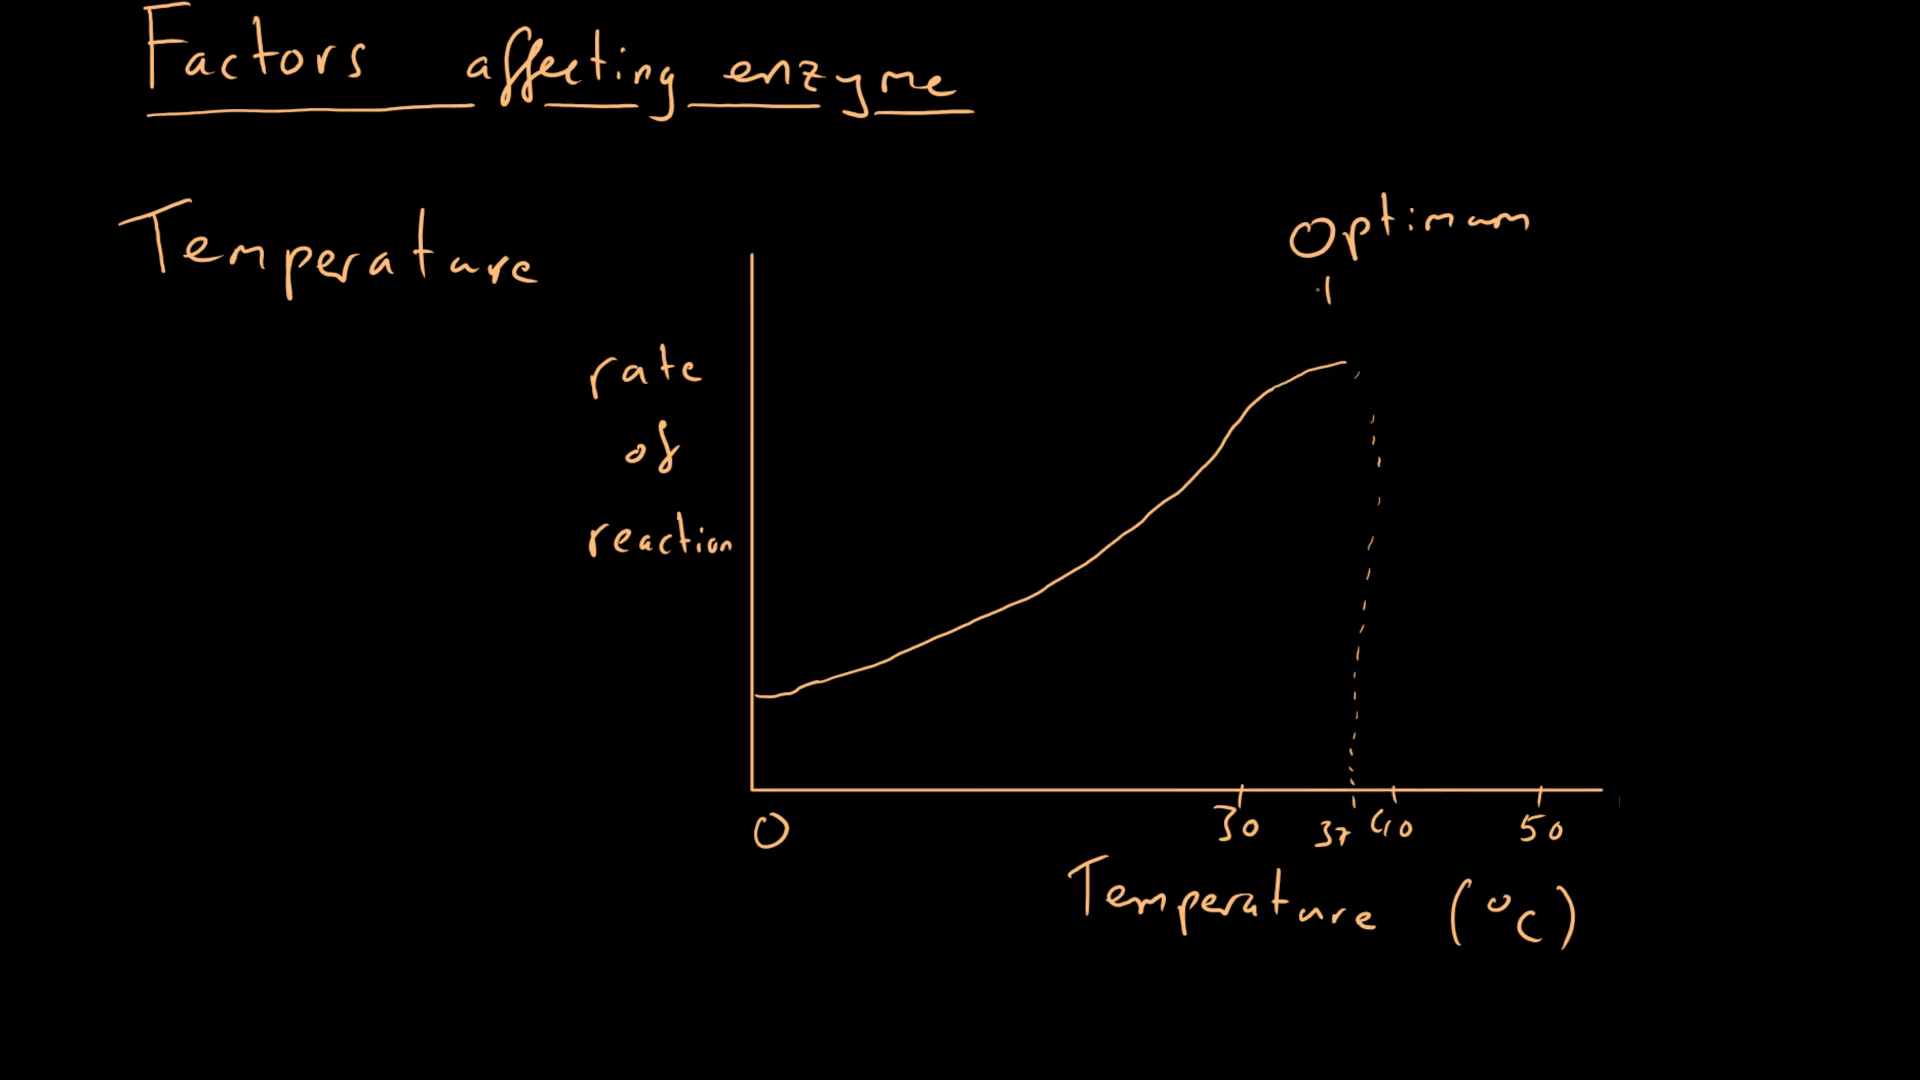 Factors affecting enzyme
Temperature
Optimum
rate
of
reaction
0 30 37 40 50
Temperature (°C)